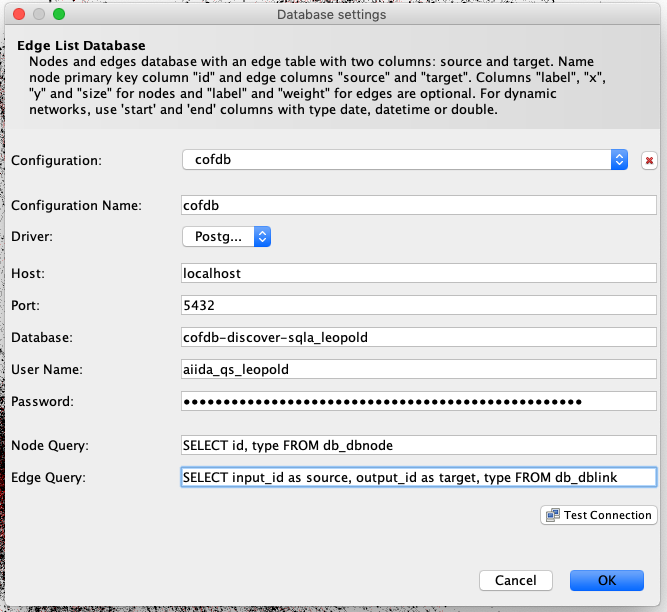 Database settings
Edge List Database
Nodes and edges database with an edge table with two columns: source and target. Name
node primary key column "id" and edge columns "source" and "target". Columns "label", "x",
"y" and "size" for nodes and "label" and "weight" for edges are optional. For dynamic
networks, use 'start' and 'end' columns with type date, datetime or double.
Configuration: cofdb
Configuration Name: cofdb
Driver: Postg...
Host: localhost
Port: 5432
Database: cofdb-discover-sqla_leopold
User Name: aiida_qs_leopold
Password:
Node Query: SELECT id, type FROM db_dbnode
Edge Query: SELECT input_id as source, output_id as target, type FROM db_dblink
Test Connection
Cancel OK